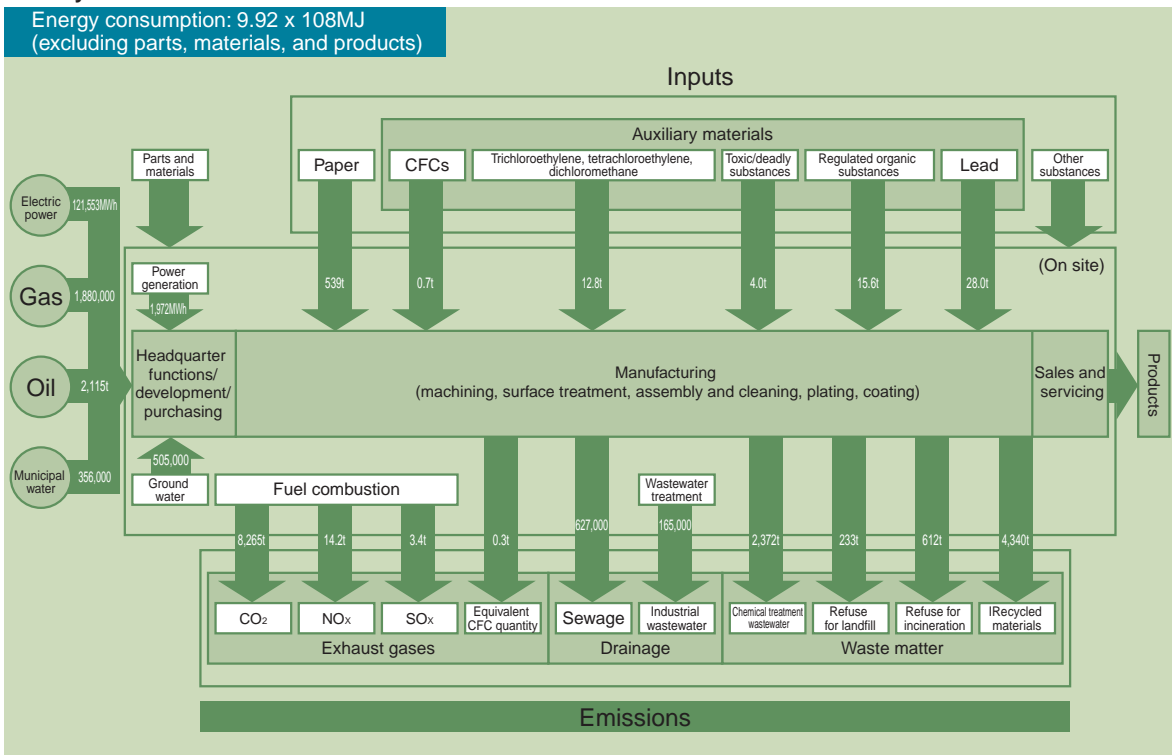 Energy consumption: 9.92 x 108MJ
(excluding parts, materials, and products)
Inputs
Auxiliary materials
Parts and
materials
Paper
CFCs
Trichloroethylene, tetrachloroethylene,
dichloromethane
Toxic/deadly
substances
Regulated organic
substances
Lead
Other
substances
Electric
power
121,553MWh
(On site)
Power
generation
Gas
1,880,000
539t
0.7t
12.8t
4.0t
15.6t
28.0t
1,972MWh
Oil
2,115t
Headquarter
functions/
development/
purchasing
Manufacturing
(machining, surface treatment, assembly and cleaning, plating, coating)
Sales and
servicing
Products
Municipal
water
356,000
505,000
Ground
water
Fuel combustion
Wastewater
treatment
8,265t
14.2t
3.4t
0.3t
627,000
165,000
2,372t
233t
612t
4,340t
CO2
NOx
SOx
Equivalent
CFC quantity
Sewage
Industrial
wastewater
Chemical treatment
wastewater
Refuse
for landfill
Refuse for
incineration
IRecycled
materials
Exhaust gases
Drainage
Waste matter
Emissions